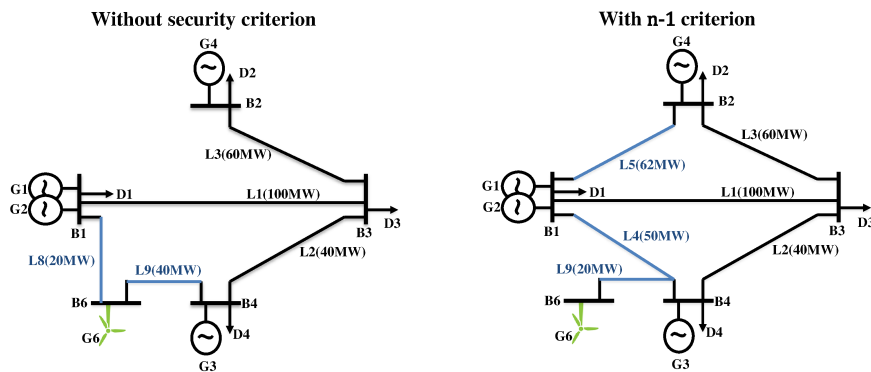 Without security criterion
G4
D2
B2
L3(60MW)
G1
D1
L1(100MW)
G2
B1
B3
D3
L2(40MW)
L8(20MW)
L9(40MW)
B6
B4
G6
D4
G3
With n-1 criterion
G4
D2
B2
L3(60MW)
L5(62MW)
G1
D1
L1(100MW)
G2
B1
B3
D3
L4(50MW)
L2(40MW)
L9(20MW)
B6
B4
G6
D4
G3